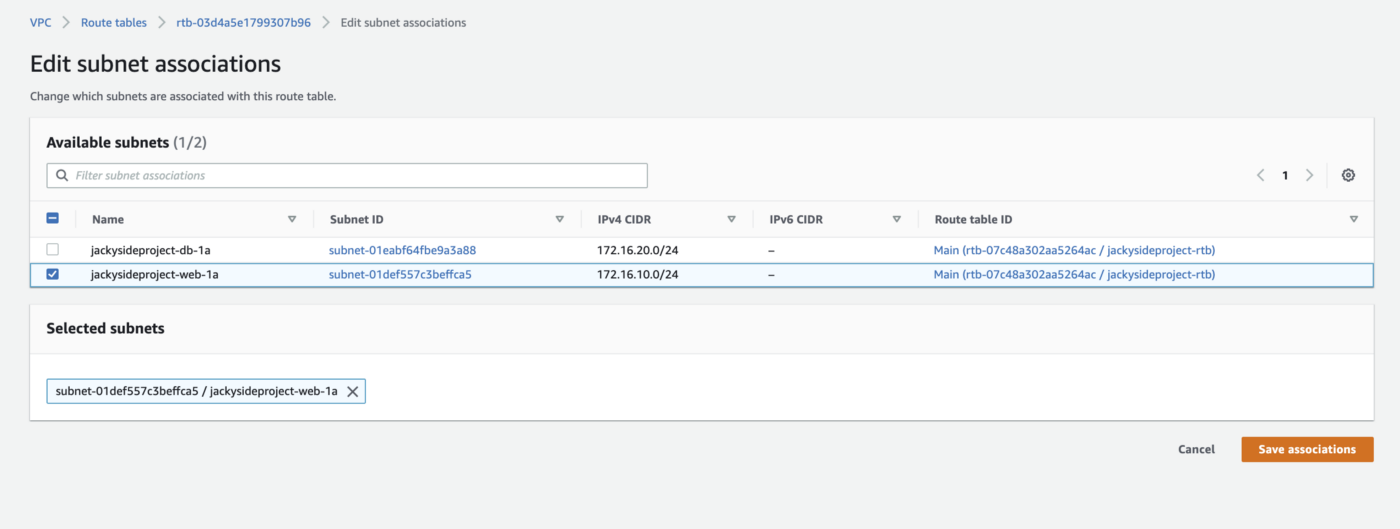 VPC > Route tables > rtb-03d4a5e1799307b96 > Edit subnet associations
Edit subnet associations
Change which subnets are associated with this route table.
Available subnets (1/2)
Filter subnet associations
1
Name Subnet ID IPv4 CIDR IPv6 CIDR Route table ID
jackysideproject-db-1a subnet-01eabf64fbe9a3a88 172.16.20.0/24 – Main (rtb-07c48a302aa5264ac / jackysideproject-rtb)
jackysideproject-web-1a subnet-01def557c3beffca5 172.16.10.0/24 – Main (rtb-07c48a302aa5264ac / jackysideproject-rtb)
Selected subnets
subnet-01def557c3beffca5 / jackysideproject-web-1a
Cancel Save associations